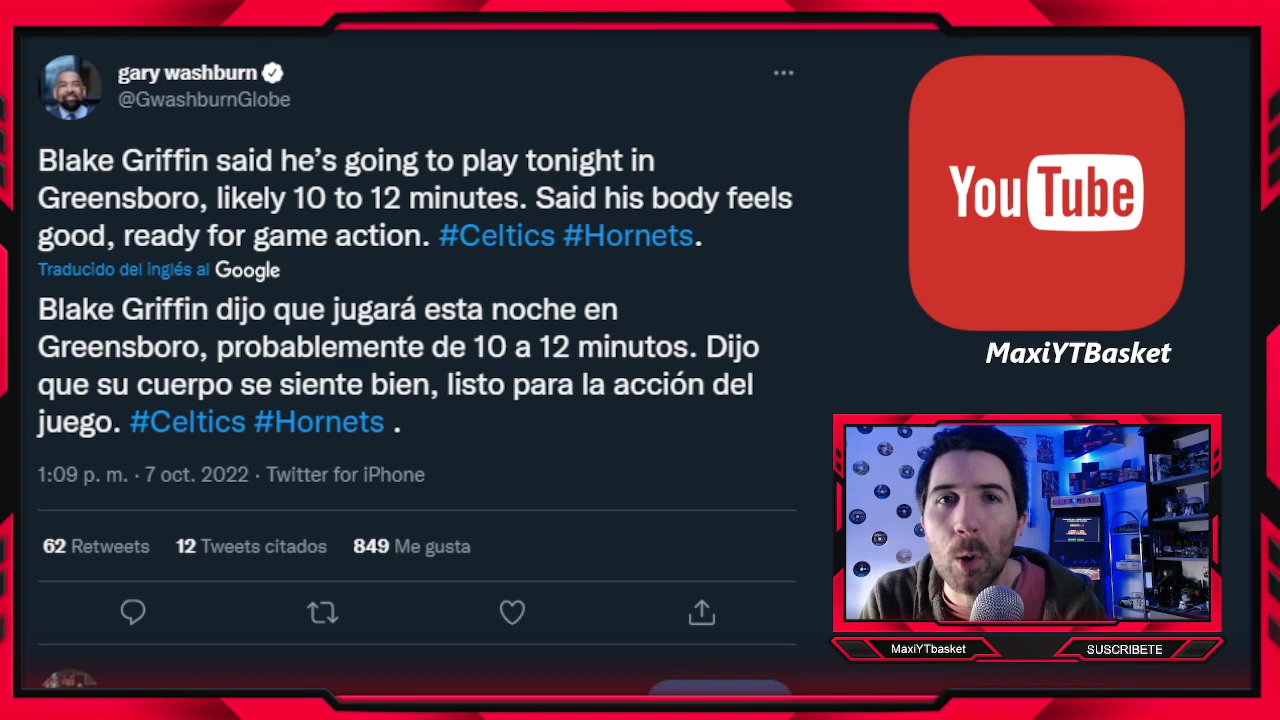 gary washburn
@GwashburnGlobe
Blake Griffin said he's going to play tonight in
Greensboro, likely 10 to 12 minutes. Said his body feels
good, ready for game action. #Celtics #Hornets.
Traducido del inglés al Google
Blake Griffin dijo que jugará esta noche en
Greensboro, probablemente de 10 a 12 minutos. Dijo
que su cuerpo se siente bien, listo para la acción del
juego. #Celtics #Hornets .
1:09 p. m. · 7 oct. 2022 · Twitter for iPhone
62 Retweets 12 Tweets citados 849 Me gusta
YouTube
MaxiYTBasket
MaxiYTbasket
SUSCRIBETE